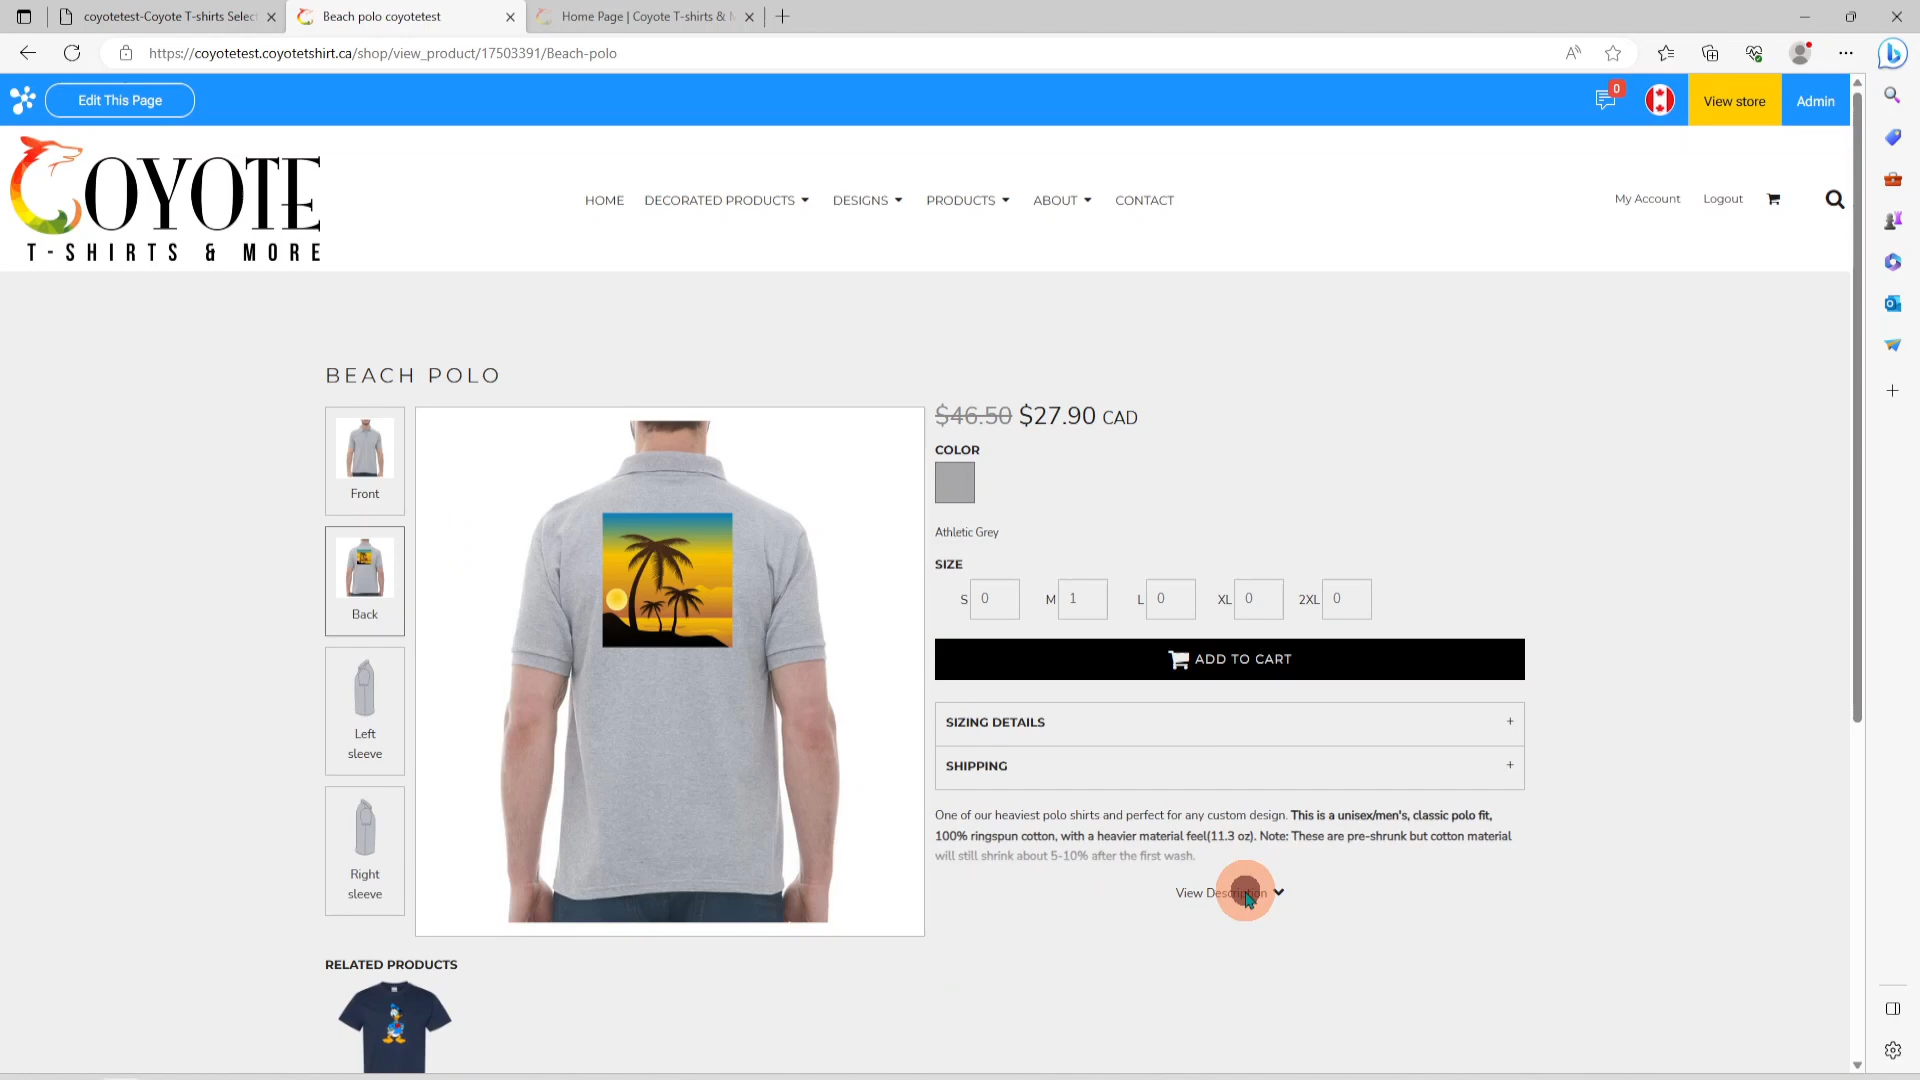 coyotetest-Coyote T-shirts Select
Beach polo coyotetest
Home Page | Coyote T-shirts & M
https://coyotetest.coyotetshirt.ca/shop/view_product/17503391/Beach-polo
Edit This Page
0
View store
Admin
COYOTE
T-SHIRTS & MORE
HOME
DECORATED PRODUCTS
DESIGNS
PRODUCTS
ABOUT
CONTACT
My Account
Logout
BEACH POLO
Front
Back
Left
sleeve
Right
sleeve
$46.50 $27.90 CAD
COLOR
Athletic Grey
SIZE
S 0 M 1 L 0 XL 0 2XL 0
ADD TO CART
SIZING DETAILS +
SHIPPING +
One of our heaviest polo shirts and perfect for any custom design. This is a unisex/men's, classic polo fit,
100% ringspun cotton, with a heavier material feel(11.3 oz). Note: These are pre-shrunk but cotton material
will still shrink about 5-10% after the first wash.
View Description
RELATED PRODUCTS